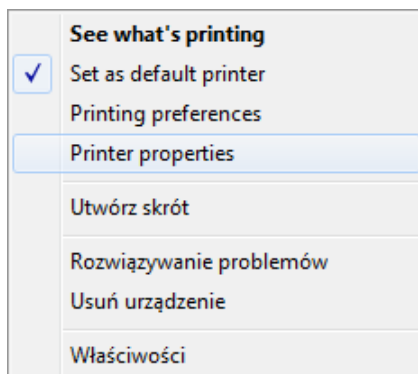 See what's printing
Set as default printer
Printing preferences
Printer properties
Utwórz skrót
Rozwiązywanie problemów
Usuń urządzenie
Właściwości